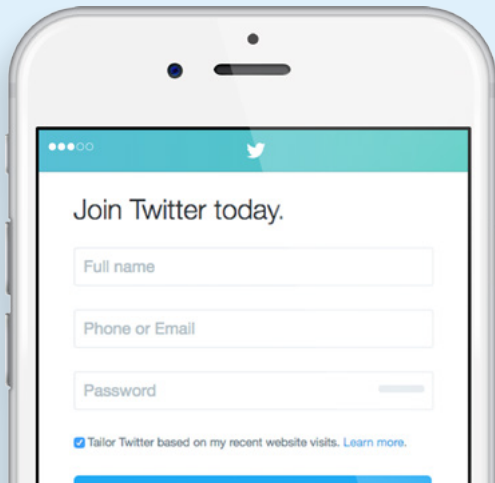 Join Twitter today.
Full name
Phone or Email
Password
Tailor Twitter based on my recent website visits. Learn more.